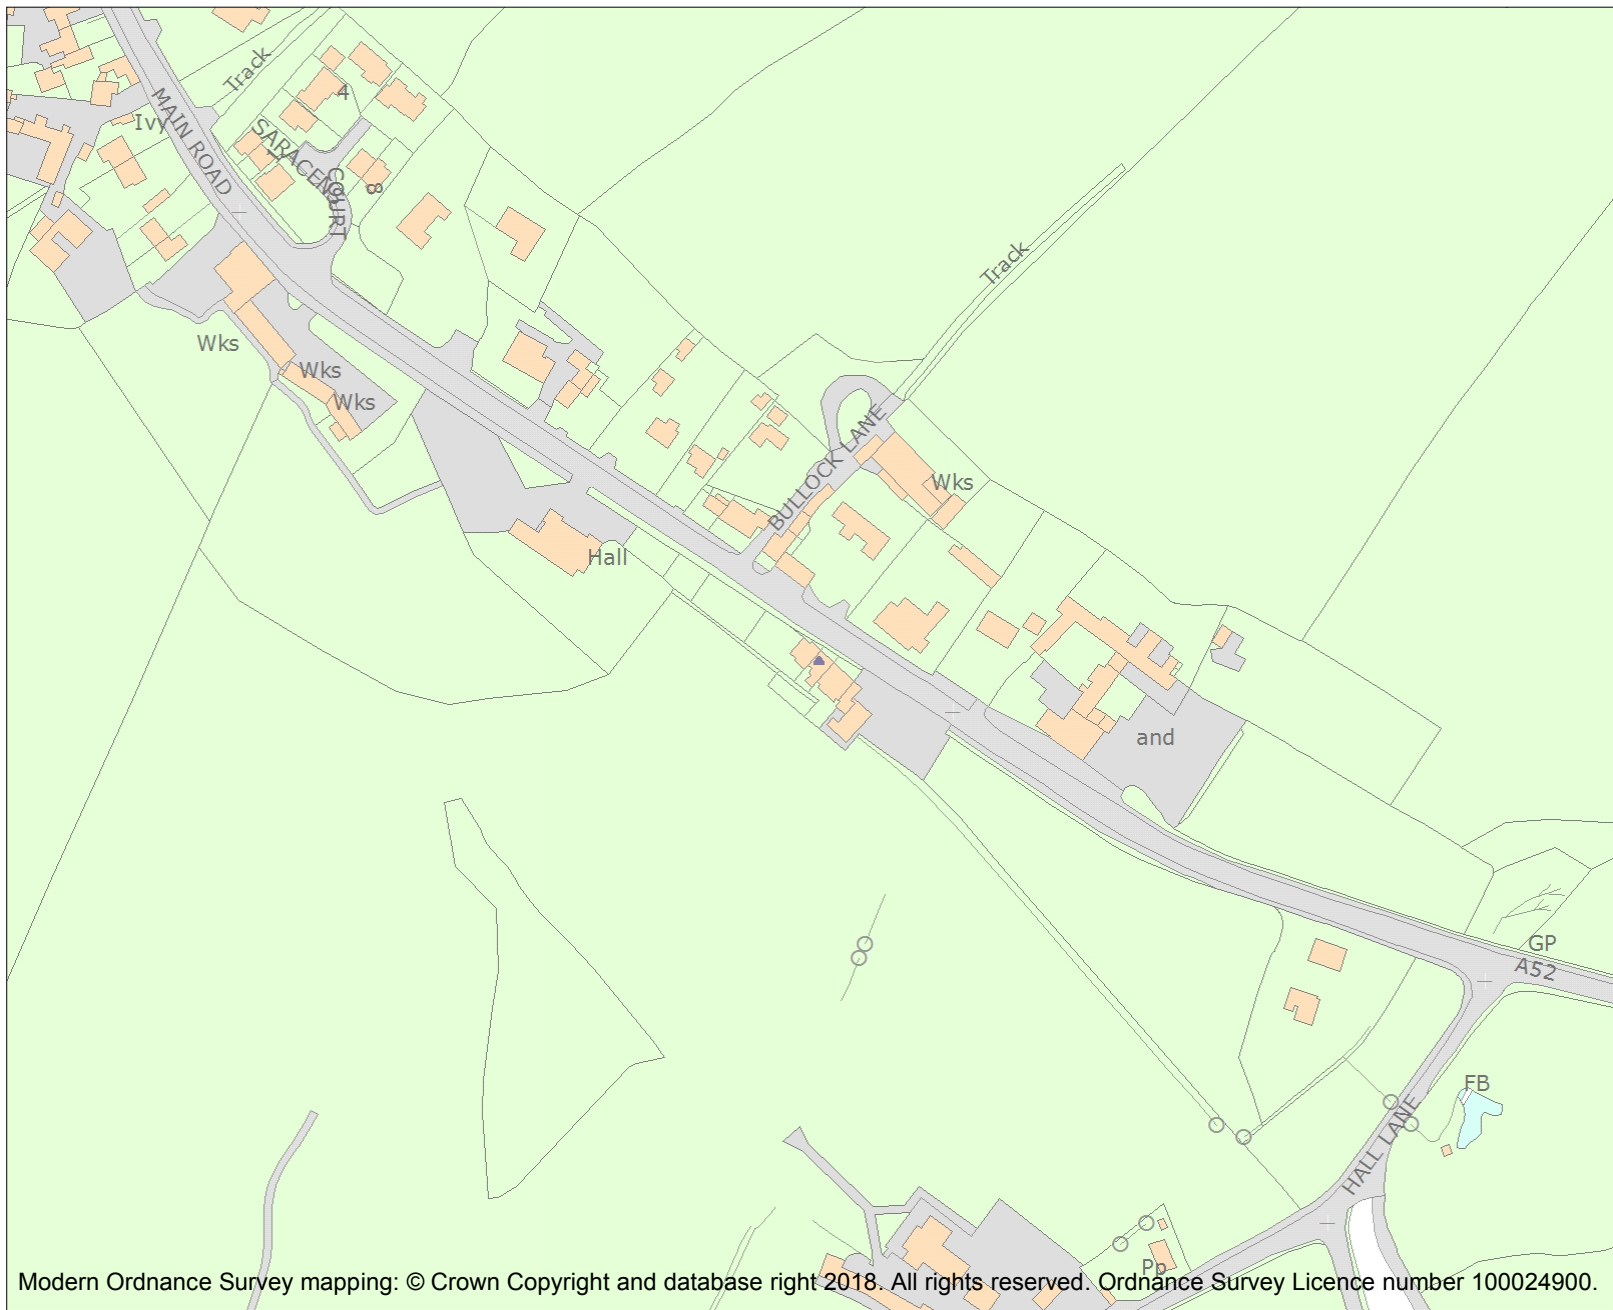 Track
4
Ivy
MAIN ROAD
SARACENS
COURT
8
Track
Wks
Wks
Wks
BULLOCK LANE
Wks
Hall
and
GP
A52
FB
HALL LANE
Pp
Modern Ordnance Survey mapping: © Crown Copyright and database right 2018. All rights reserved. Ordnance Survey Licence number 100024900.